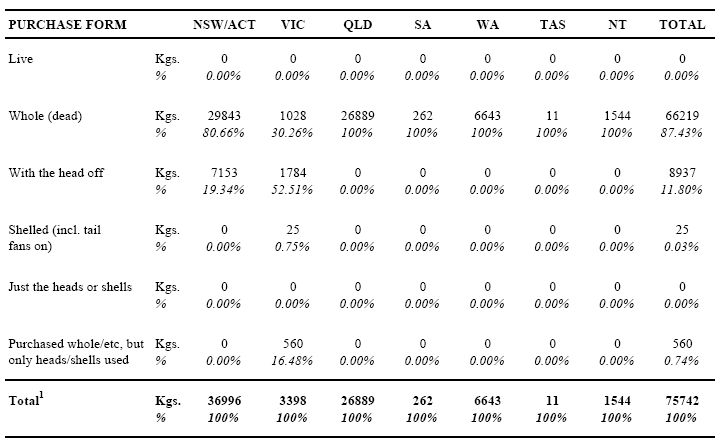 PURCHASE FORM NSW/ACT VIC QLD SA WA TAS NT TOTAL
Live Kgs. 0 0 0 0 0 0 0 0
% 0.00% 0.00% 0.00% 0.00% 0.00% 0.00% 0.00% 0.00%
Whole (dead) Kgs. 29843 1028 26889 262 6643 11 1544 66219
% 80.66% 30.26% 100% 100% 100% 100% 100% 87.43%
With the head off Kgs. 7153 1784 0 0 0 0 0 8937
% 19.34% 52.51% 0.00% 0.00% 0.00% 0.00% 0.00% 11.80%
Shelled (incl. tail Kgs. 0 25 0 0 0 0 0 25
fans on) % 0.00% 0.75% 0.00% 0.00% 0.00% 0.00% 0.00% 0.03%
Just the heads or shells Kgs. 0 0 0 0 0 0 0 0
% 0.00% 0.00% 0.00% 0.00% 0.00% 0.00% 0.00% 0.00%
Purchased whole/etc, but Kgs. 0 560 0 0 0 0 0 560
only heads/shells used % 0.00% 16.48% 0.00% 0.00% 0.00% 0.00% 0.00% 0.74%
Total1 Kgs. 36996 3398 26889 262 6643 11 1544 75742
% 100% 100% 100% 100% 100% 100% 100% 100%